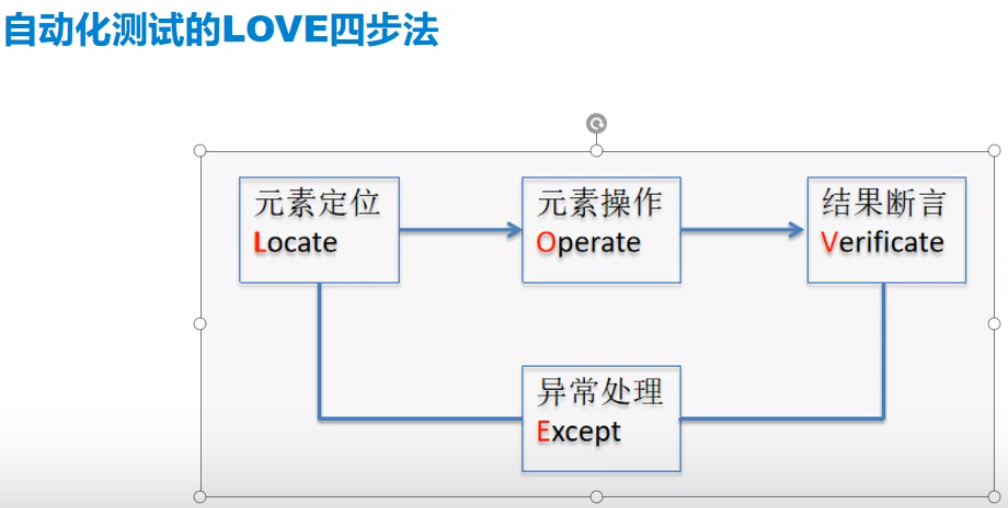 自动化测试的LOVE四步法
元素定位
Locate
元素操作
Operate
结果断言
Verificate
异常处理
Except